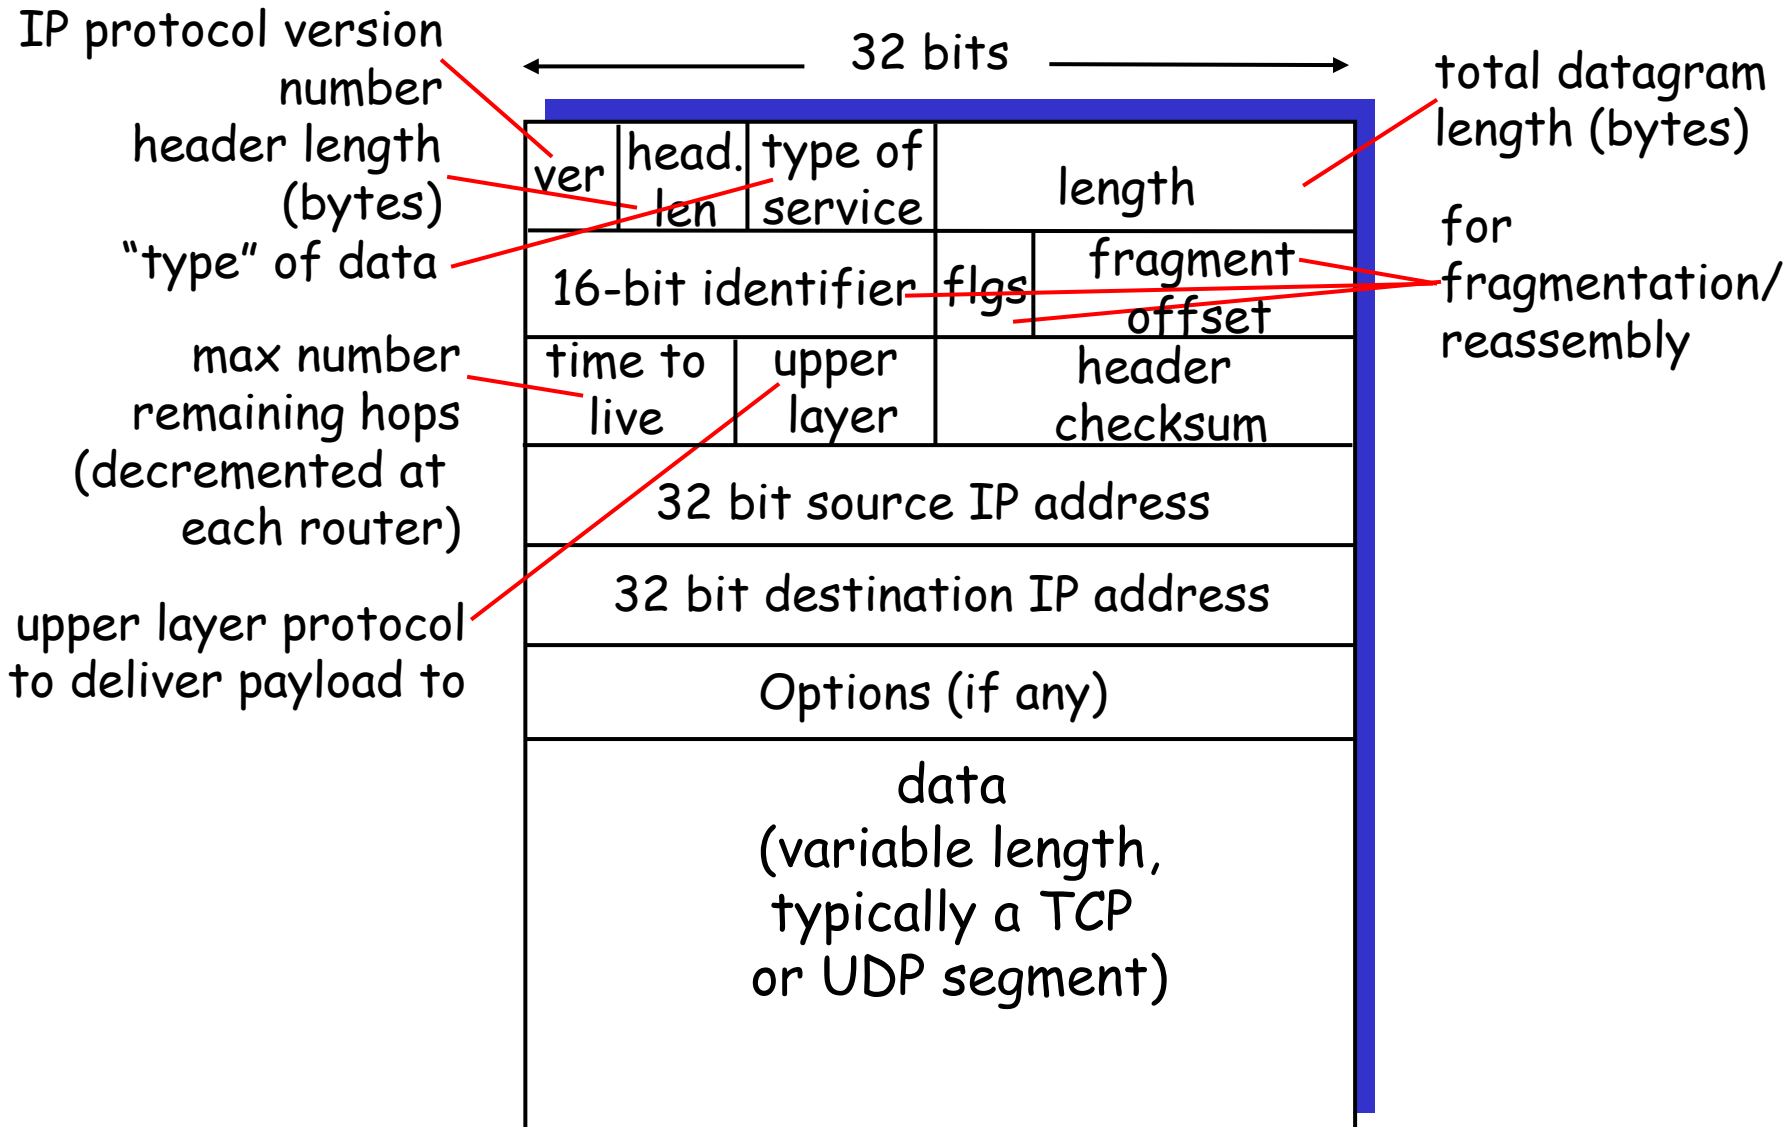 IP protocol version
number
header length
(bytes)
“type” of data
max number
remaining hops
(decremented at
each router)
upper layer protocol
to deliver payload to
32 bits
ver
head.
len
type of
service
length
16-bit identifier
flgs
fragment
offset
time to
live
upper
layer
header
checksum
32 bit source IP address
32 bit destination IP address
Options (if any)
data
(variable length,
typically a TCP
or UDP segment)
total datagram
length (bytes)
for
fragmentation/
reassembly